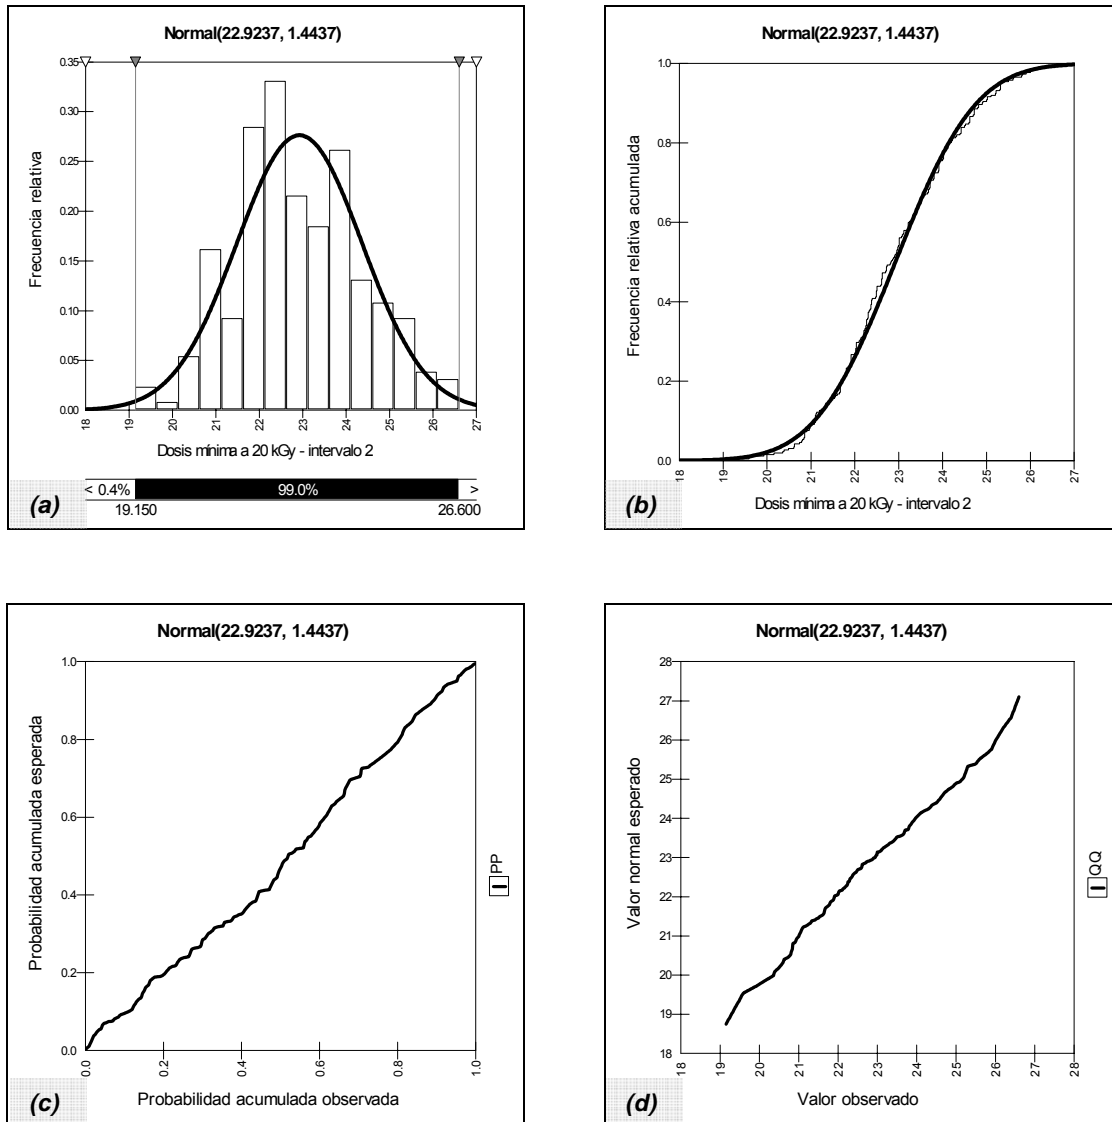 Normal(22.9237, 1.4437)
0.35
0.30
0.25
0.20
0.15
0.10
0.05
0.00
Frecuencia relativa
18 19 20 21 22 23 24 25 26 27
Dosis mínima a 20 kGy - intervalo 2
< 0.4% 99.0% >
19.150 26.600
(a)
Normal(22.9237, 1.4437)
1.0
0.8
0.6
0.4
0.2
0.0
Frecuencia relativa acumulada
18 19 20 21 22 23 24 25 26 27
Dosis mínima a 20 kGy - intervalo 2
(b)
Normal(22.9237, 1.4437)
1.0
0.8
0.6
0.4
0.2
0.0
Probabilidad acumulada esperada
0.0 0.2 0.4 0.6 0.8 1.0
Probabilidad acumulada observada
PP
(c)
Normal(22.9237, 1.4437)
28
27
26
25
24
23
22
21
20
19
18
Valor normal esperado
18 19 20 21 22 23 24 25 26 27 28
Valor observado
QQ
(d)